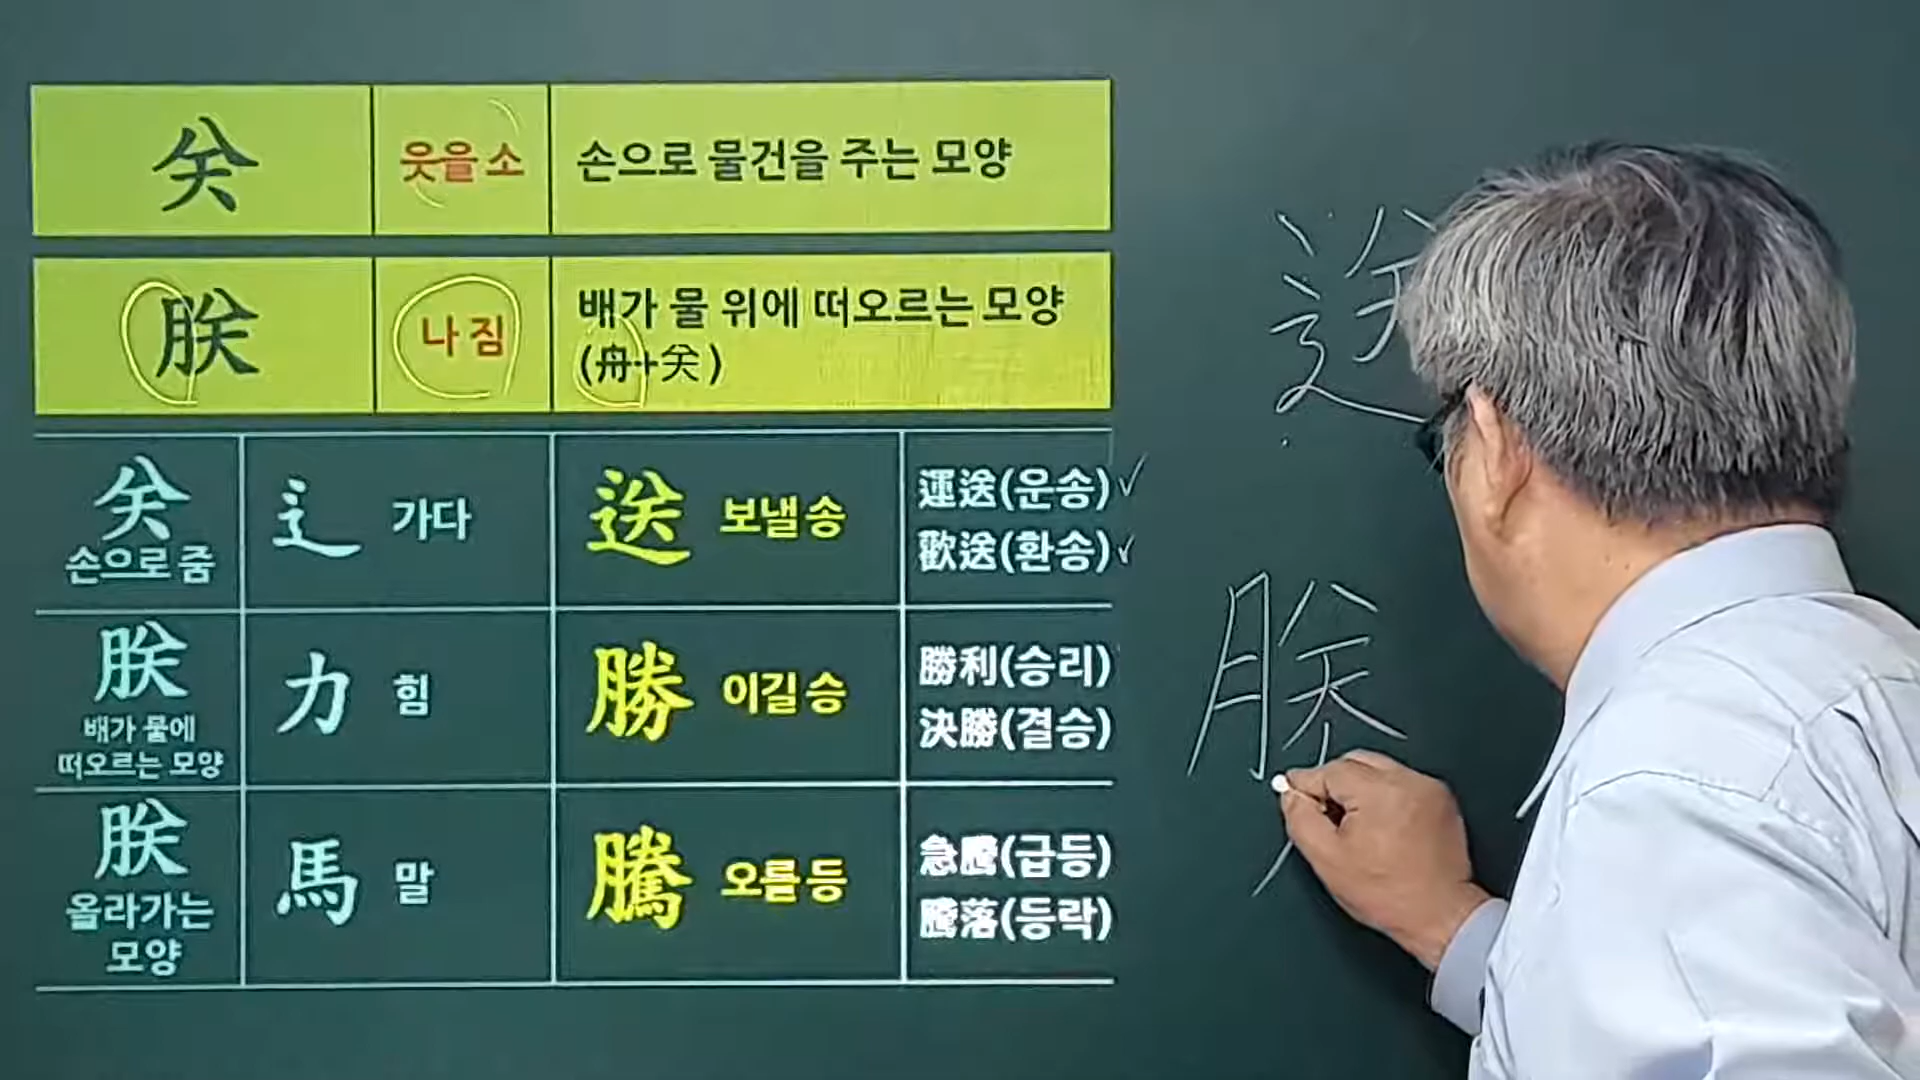 关 웃을 소 손으로 물건을 주는 모양
朕 나 짐 배가 물 위에 떠오르는 모양
(舟+关)
关 손으로 줌 辶 가다 送 보낼 송 運送(운송)
歡送(환송)
朕 배가 물에 떠오르는 모양 力 힘 勝 이길 승 勝利(승리)
決勝(결승)
朕 올라가는 모양 馬 말 騰 오를 등 急騰(급등)
騰落(등락)
送